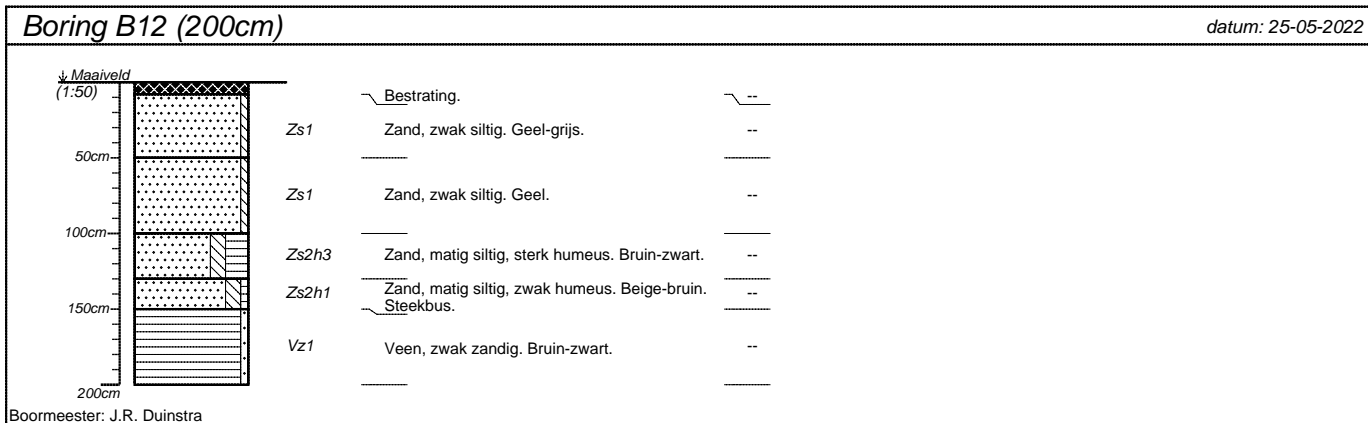 Boring B12 (200cm)
datum: 25-05-2022
Maaiveld
(1:50)
Bestrating. --
Zs1 Zand, zwak siltig. Geel-grijs. --
50cm
Zs1 Zand, zwak siltig. Geel. --
100cm
Zs2h3 Zand, matig siltig, sterk humeus. Bruin-zwart. --
Zs2h1 Zand, matig siltig, zwak humeus. Beige-bruin. --
Steekbus.
150cm
Vz1 Veen, zwak zandig. Bruin-zwart. --
200cm
Boormeester: J.R. Duinstra